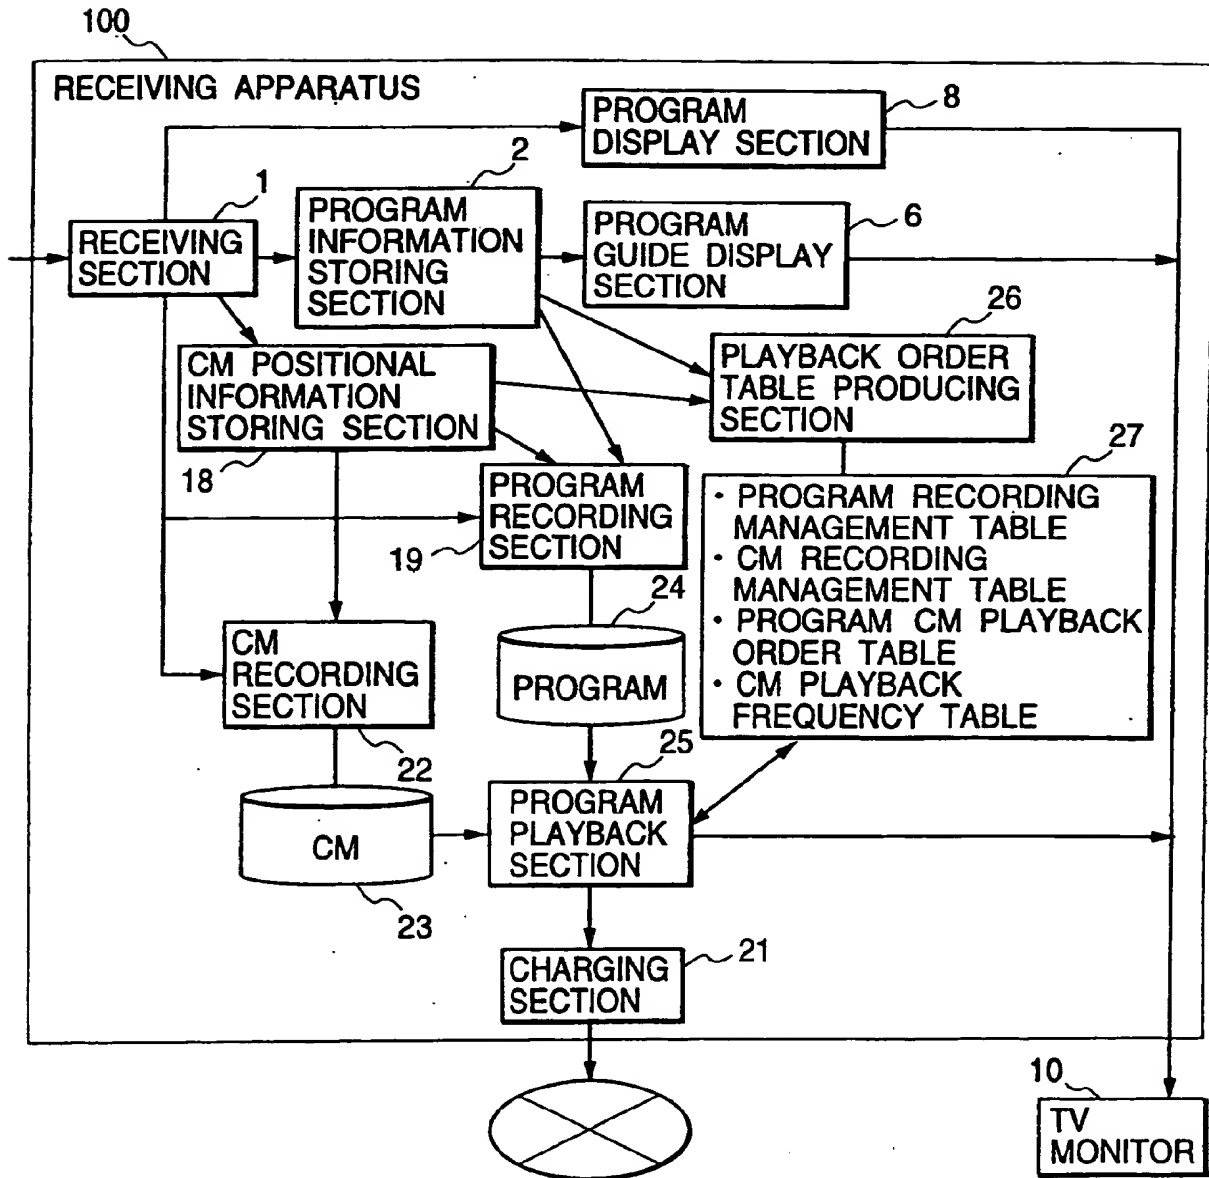 100
RECEIVING APPARATUS
PROGRAM
DISPLAY SECTION
8
1
RECEIVING
SECTION
2
PROGRAM
INFORMATION
STORING
SECTION
PROGRAM
GUIDE DISPLAY
SECTION
6
26
CM POSITIONAL
INFORMATION
STORING SECTION
18
PLAYBACK ORDER
TABLE PRODUCING
SECTION
27
PROGRAM
RECORDING
SECTION
19
· PROGRAM RECORDING
MANAGEMENT TABLE
· CM RECORDING
MANAGEMENT TABLE
· PROGRAM CM PLAYBACK
ORDER TABLE
· CM PLAYBACK
FREQUENCY TABLE
24
PROGRAM
CM
RECORDING
SECTION
22
25
PROGRAM
PLAYBACK
SECTION
CM
23
CHARGING
SECTION
21
10
TV
MONITOR